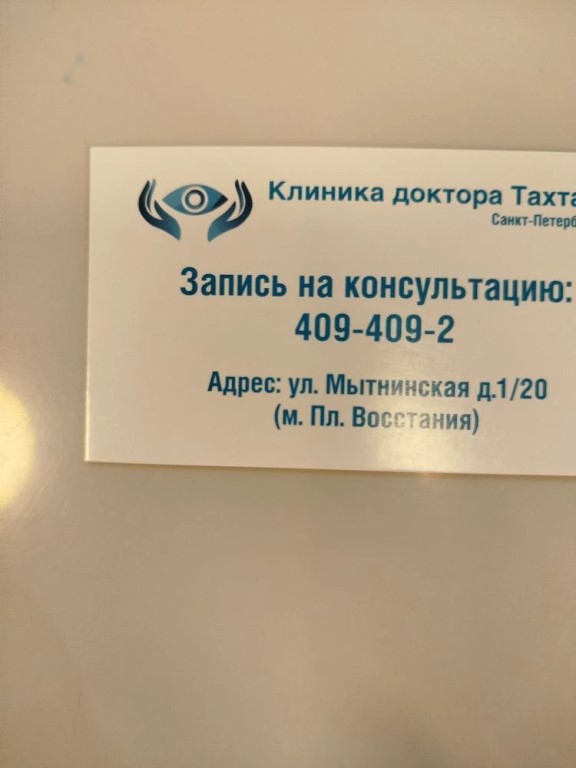 Клиника доктора Тахта
Санкт-Петерб
Запись на консультацию:
409-409-2
Адрес: ул. Мытнинская д.1/20
(м. Пл. Восстания)